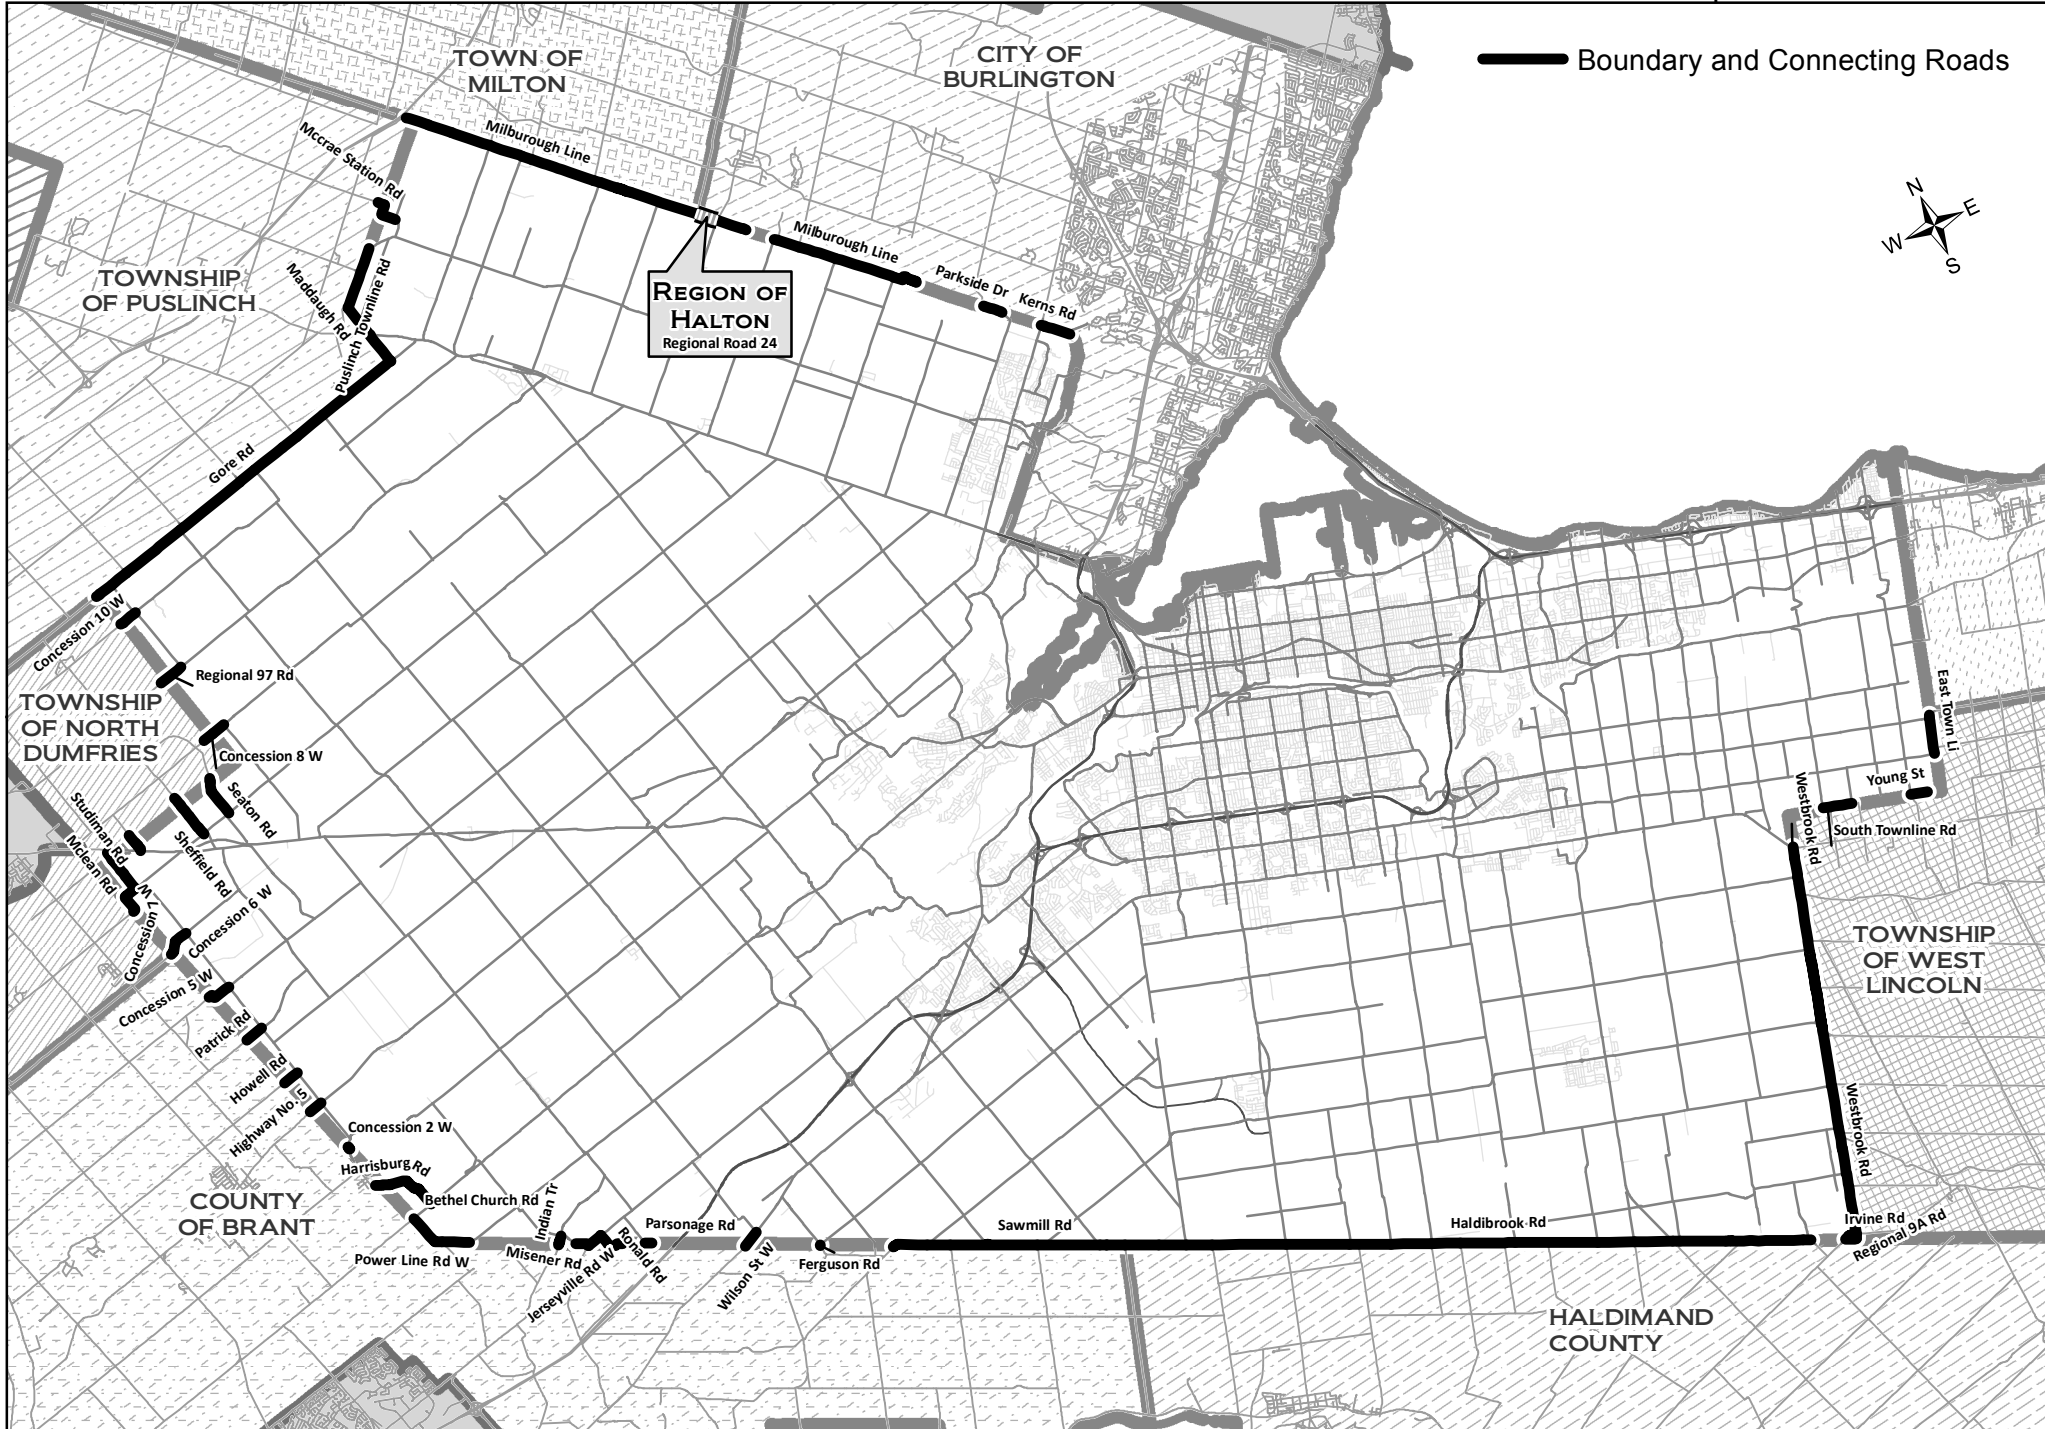 Boundary and Connecting Roads
TOWN OF
MILTON
CITY OF
BURLINGTON
N
E
W
S
Mccrae Station Rd
Milburough Line
Milburough Line
Parkside Dr
Kerns Rd
TOWNSHIP
OF PUSLINCH
Maddaugh Rd
Puslinch Townline Rd
REGION OF
HALTON
Regional Road 24
Gore Rd
Concession 10 W
Regional 97 Rd
TOWNSHIP
OF NORTH
DUMFRIES
Concession 8 W
Seaton Rd
Sheffield Rd
Studiman Rd
Mclean Rd
Concession 7 W
Concession 6 W
Concession 5 W
Patrick Rd
Howell Rd
Highway No. 5
Concession 2 W
Harrisburg Rd
Bethel Church Rd
COUNTY
OF BRANT
Power Line Rd W
Indian Tr
Misener Rd
Jerseyville Rd W
Ronald Rd
Parsonage Rd
Wilson St W
Ferguson Rd
Sawmill Rd
Haldibrook Rd
East Town Li
Young St
Westbrook Rd
South Townline Rd
TOWNSHIP
OF WEST
LINCOLN
Westbrook Rd
Irvine Rd
Regional 9A Rd
HALDIMAND
COUNTY